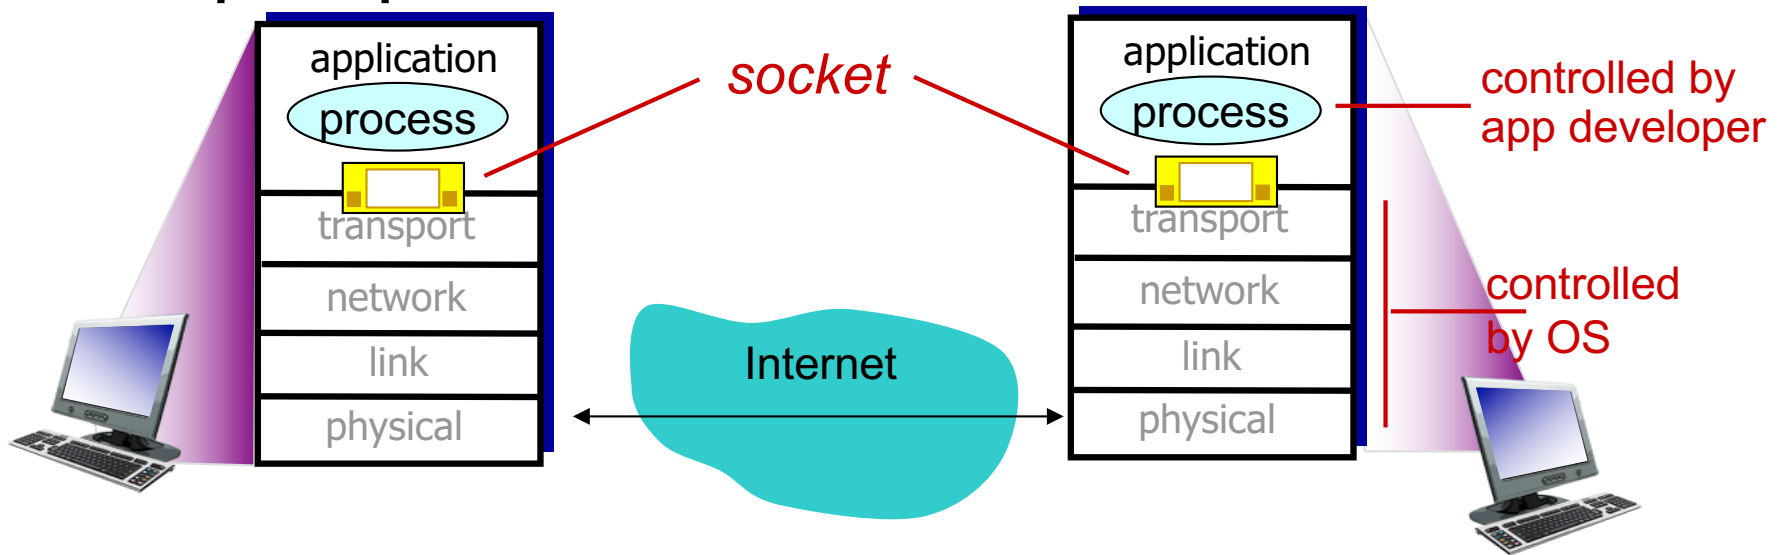 application
process
transport
network
link
physical
socket
Internet
application
process
transport
network
link
physical
controlled by
app developer
controlled
by OS